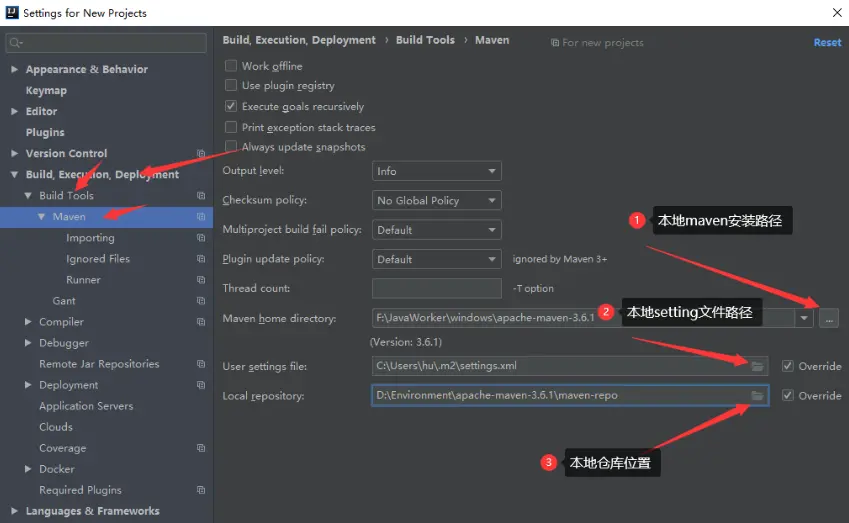 Settings for New Projects
Build, Execution, Deployment › Build Tools › Maven
For new projects
Reset
Appearance & Behavior
Keymap
Editor
Plugins
Version Control
Build, Execution, Deployment
Build Tools
Maven
Importing
Ignored Files
Runner
Gant
Compiler
Debugger
Remote Jar Repositories
Deployment
Application Servers
Clouds
Coverage
Docker
Required Plugins
Languages & Frameworks
Work offline
Use plugin registry
Execute goals recursively
Print exception stack traces
Always update snapshots
Output level: Info
Checksum policy: No Global Policy
Multiproject build fail policy: Default
1 本地maven安装路径
Plugin update policy: Default ignored by Maven 3+
Thread count: -T option
2 本地setting文件路径
Maven home directory: F:\JavaWorker\windows\apache-maven-3.6.1 ...
(Version: 3.6.1)
User settings file: C:\Users\hu\.m2\settings.xml Override
Local repository: D:\Environment\apache-maven-3.6.1\maven-repo Override
3 本地仓库位置